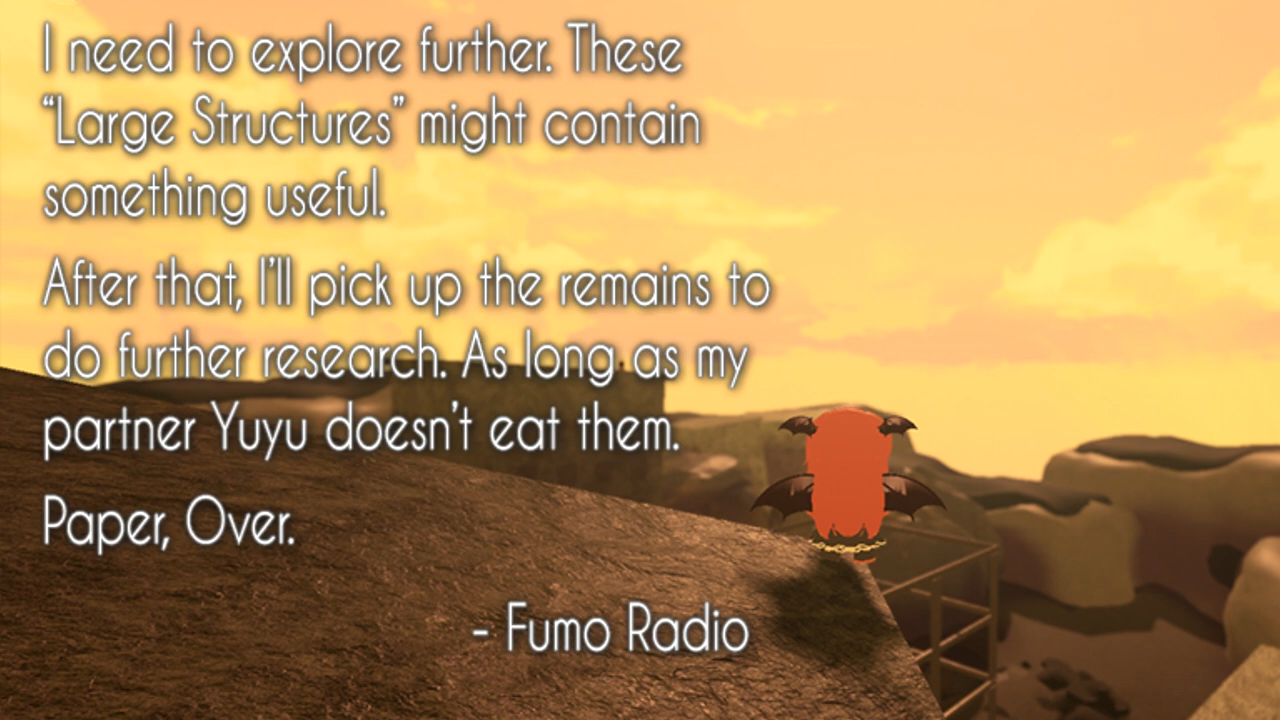 I need to explore further. These
“Large Structures” might contain
something useful.
After that, I’ll pick up the remains to
do further research. As long as my
partner Yuyu doesn’t eat them.
Paper, Over.
- Fumo Radio